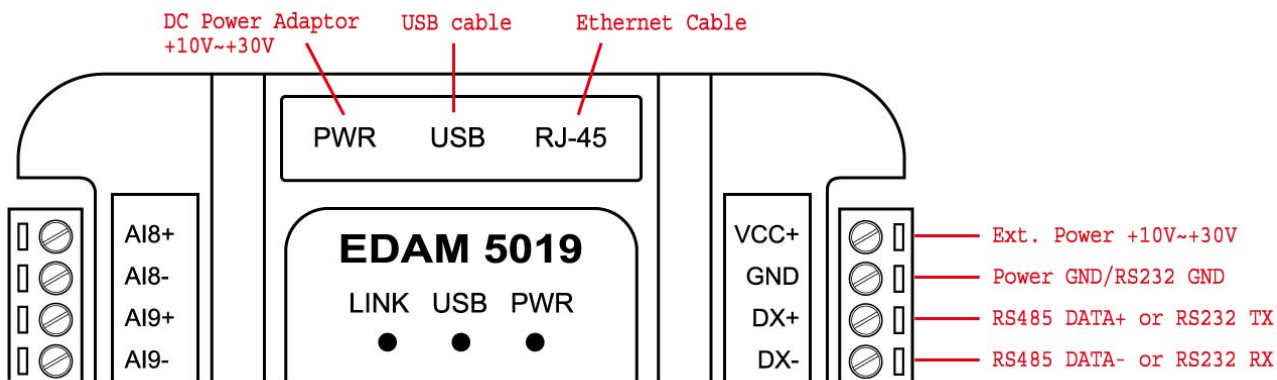 DC Power Adaptor
+10V~+30V
USB cable
Ethernet Cable
PWR
USB
RJ-45
EDAM 5019
LINK USB PWR
AI8+
AI8-
AI9+
AI9-
VCC+
GND
DX+
DX-
Ext. Power +10V~+30V
Power GND/RS232 GND
RS485 DATA+ or RS232 TX
RS485 DATA- or RS232 RX